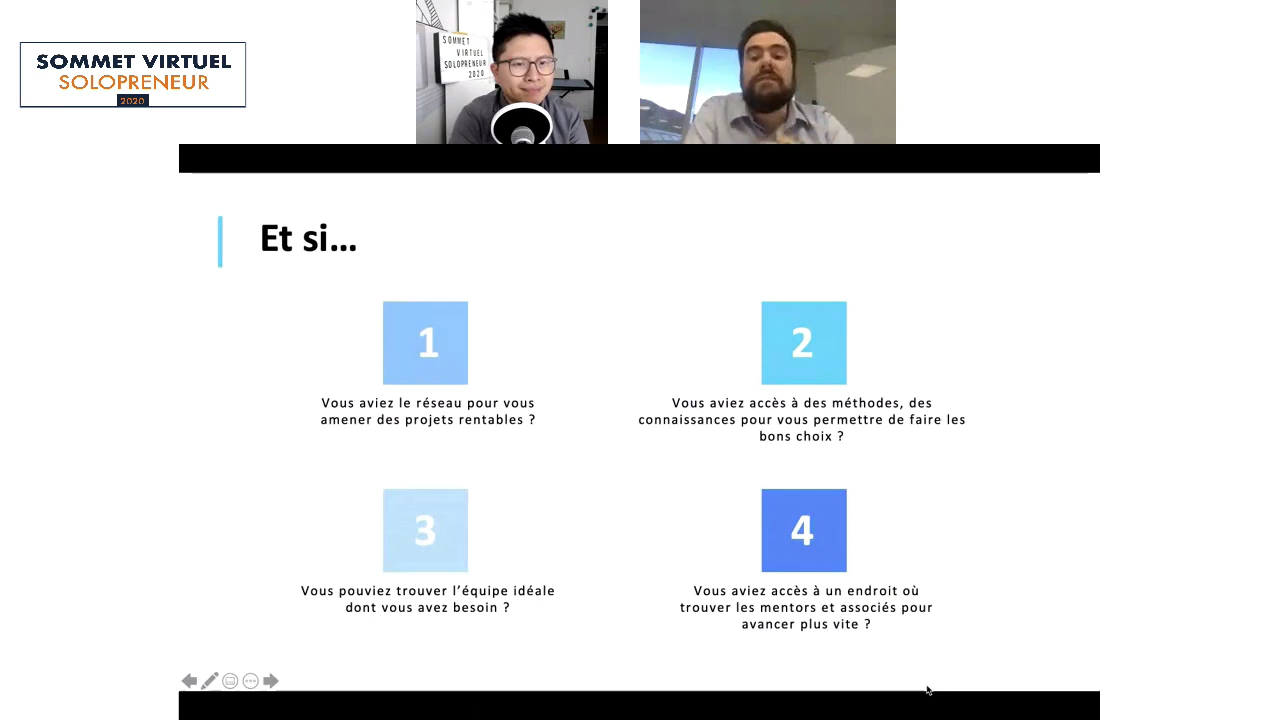 SOMMET VIRTUEL
SOLOPRENEUR
2020
SOMMET
VIRTUEL
SOLOPRENEUR
2020
Et si...
1
2
Vous aviez le réseau pour vous
amener des projets rentables ?
Vous aviez accès à des méthodes, des
connaissances pour vous permettre de faire les
bons choix ?
3
4
Vous pouviez trouver l’équipe idéale
dont vous avez besoin ?
Vous aviez accès à un endroit où
trouver les mentors et associés pour
avancer plus vite ?